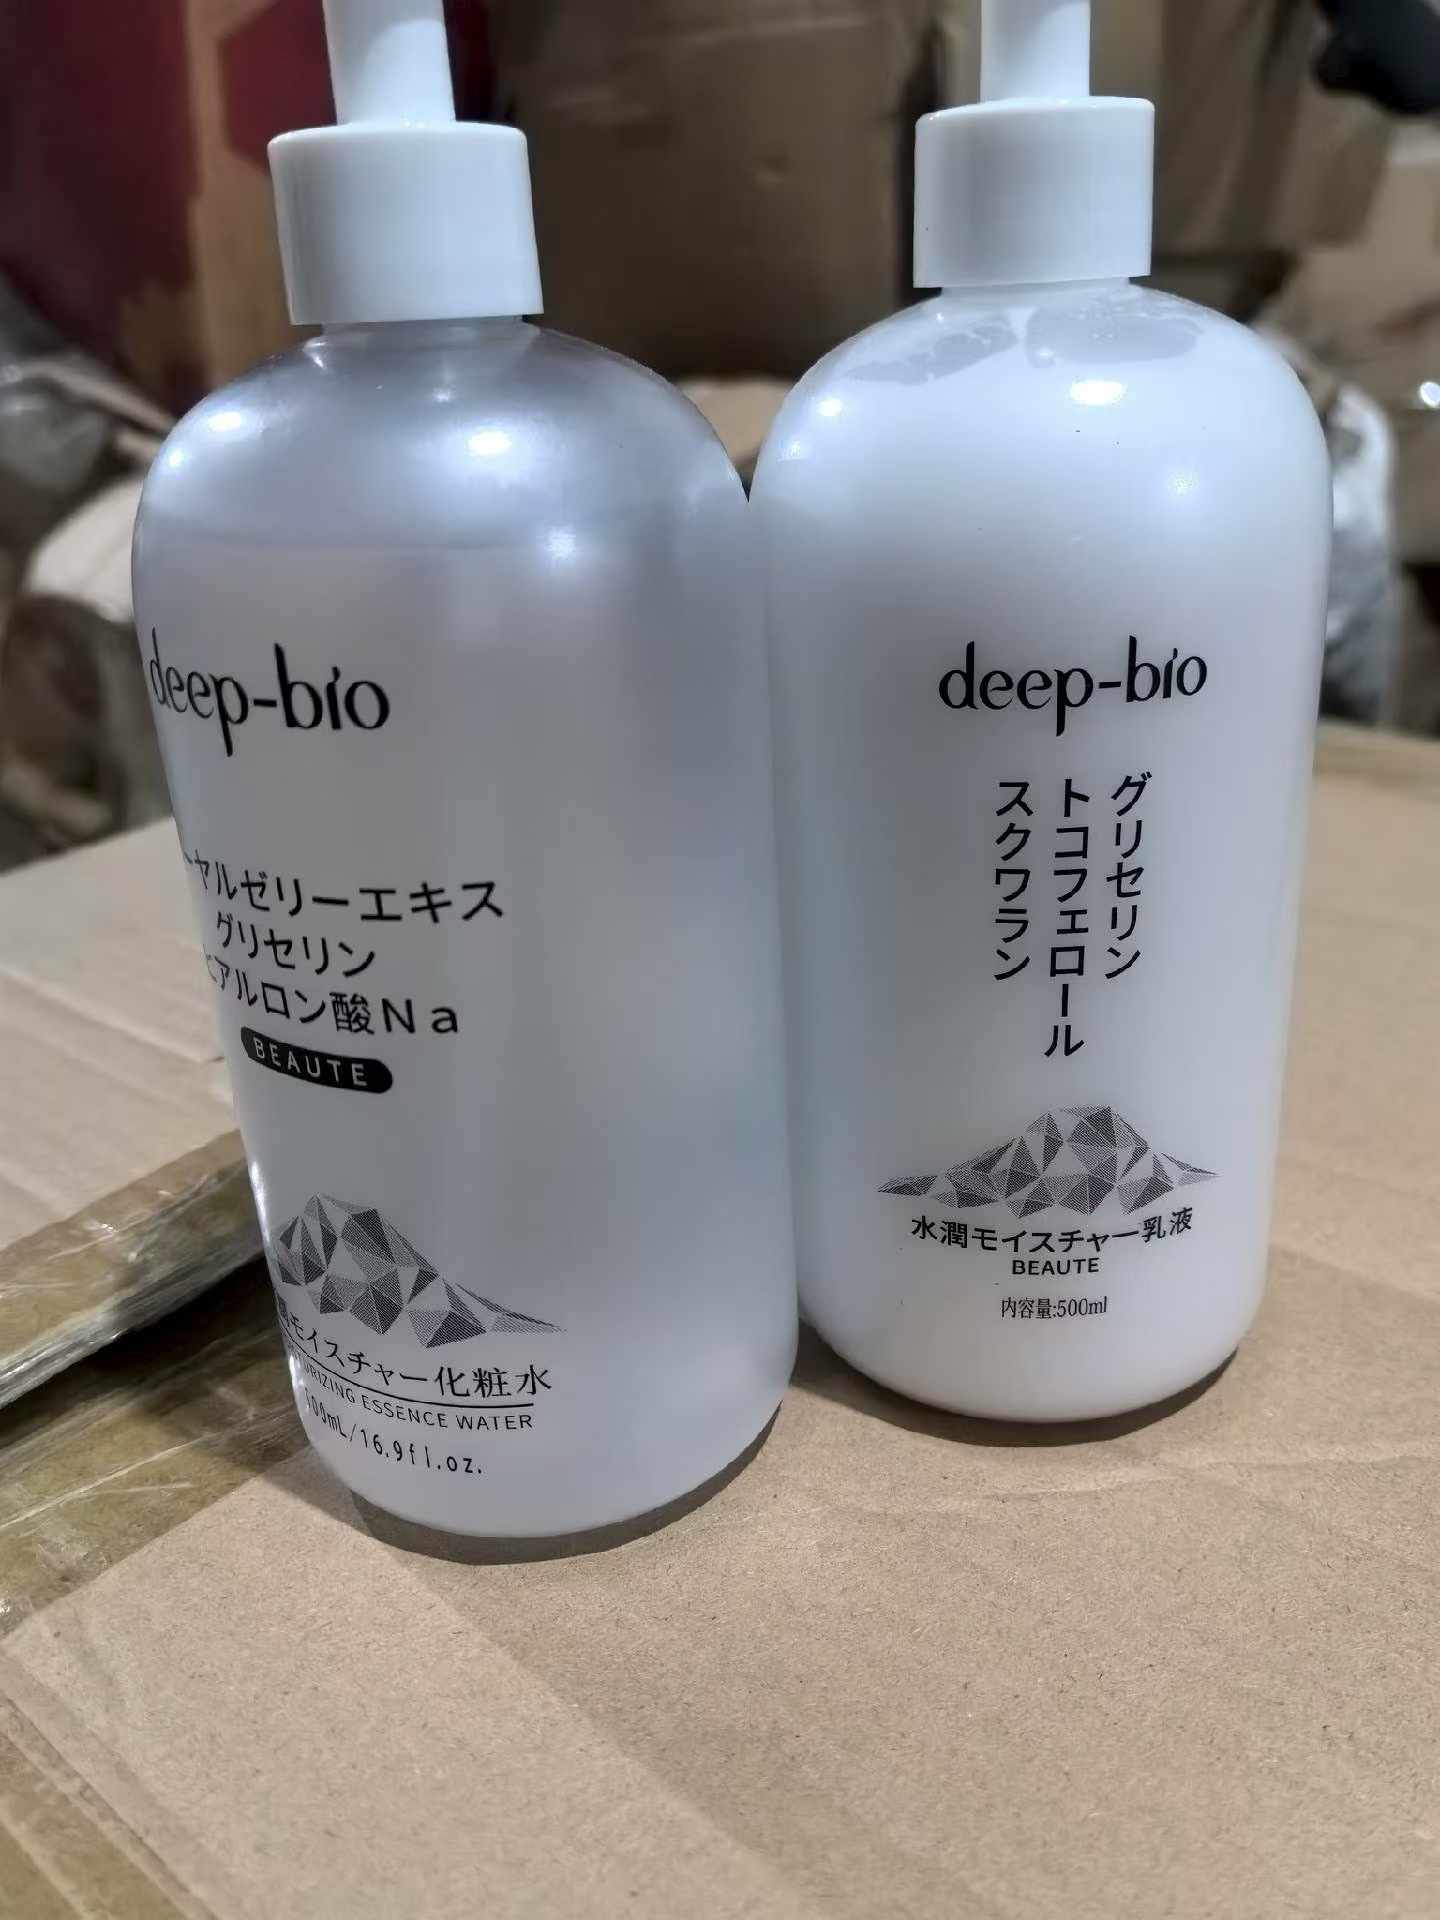 deep-bio
ーヤルゼリーエキス
グリセリン
ヒアルロン酸Na
BEAUTE
潤モイスチャー化粧水
ESSENCE WATER
16.9fl.oz.
deep-bio
グリセリン
トコフェロール
スクワラン
水潤モイスチャー乳液
BEAUTE
内容量:500ml